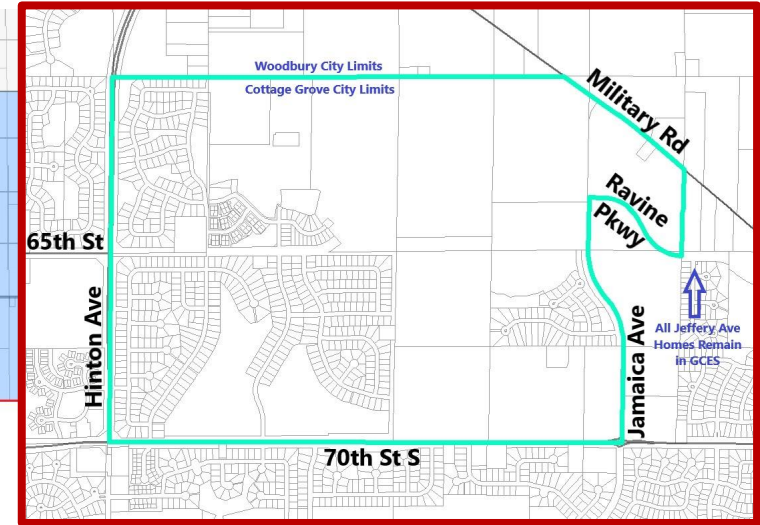 Woodbury City Limits
Cottage Grove City Limits
Military Rd
Ravine
Pkwy
65th St
Hinton Ave
Jamaica Ave
All Jeffery Ave
Homes Remain
in GCES
70th St S